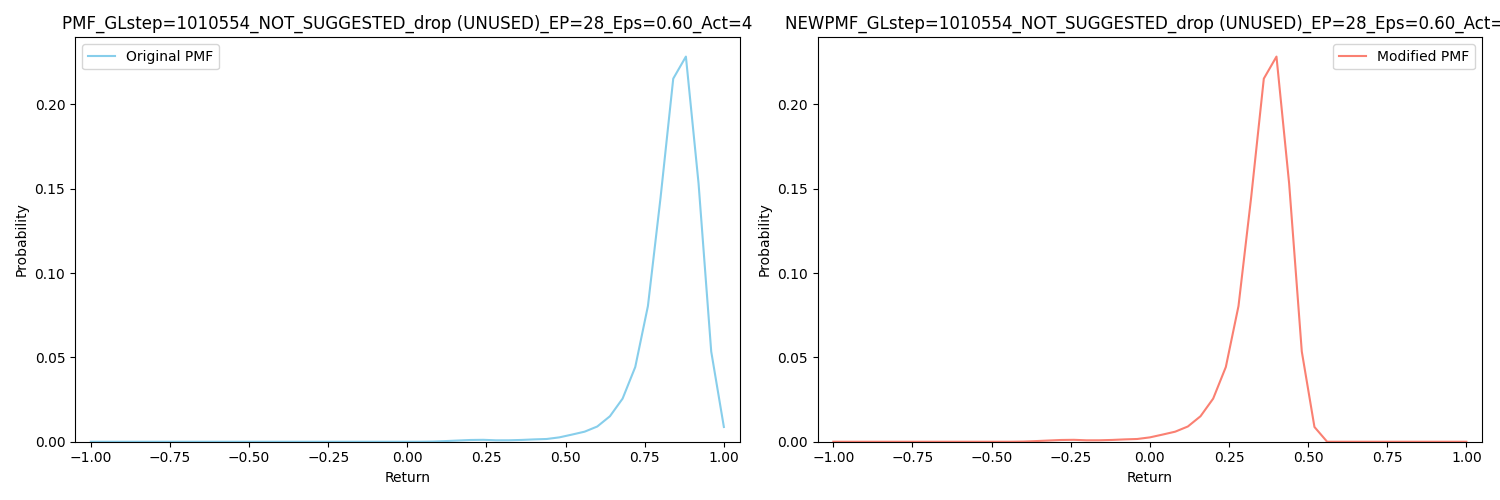 PMF_GLstep=1010554_NOT_SUGGESTED_drop (UNUSED)_EP=28_Eps=0.60_Act=4
Original PMF
Probability
0.20
0.15
0.10
0.05
0.00
−1.00 −0.75 −0.50 −0.25 0.00 0.25 0.50 0.75 1.00
Return
NEWPMF_GLstep=1010554_NOT_SUGGESTED_drop (UNUSED)_EP=28_Eps=0.60_Act=
Modified PMF
Probability
0.20
0.15
0.10
0.05
0.00
−1.00 −0.75 −0.50 −0.25 0.00 0.25 0.50 0.75 1.00
Return